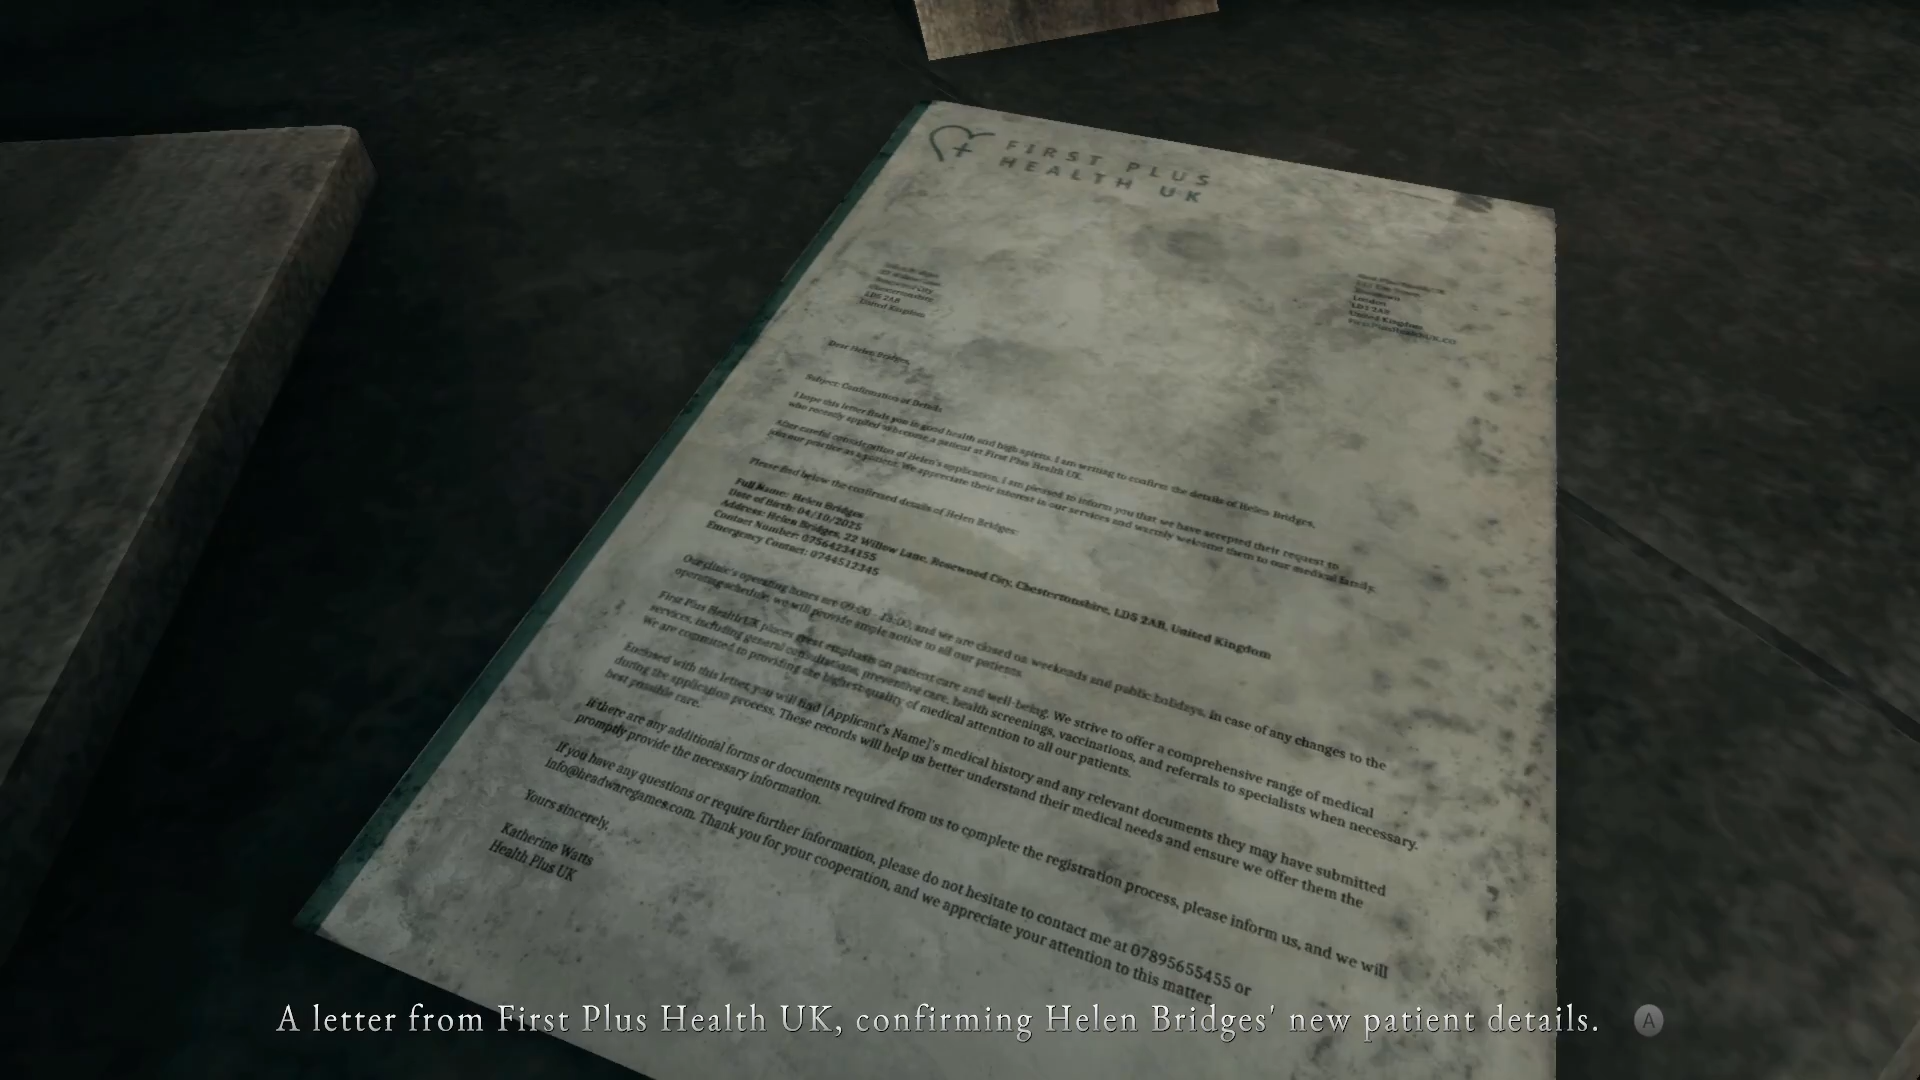 FIRST PLUS
HEALTH UK
LD5 2AB
United Kingdom
London
LD3 2AB
United Kingdom
Dear Helen Bridges,
Subject: Confirmation of Details
I hope this letter finds you in good health and high spirits. I am writing to confirm the details of Helen Bridges,
who recently applied to become a patient at First Plus Health UK.
After careful consideration of Helen's application, I am pleased to inform you that we have accepted their request to
join our practice as a patient. We appreciate their interest in our services and warmly welcome them to our medical family.
Please find below the confirmed details of Helen Bridges:
Full Name: Helen Bridges
Date of Birth: 04/10/2025
Address: Helen Bridges, 22 Willow Lane, Rosewood City, Chestertonshire, LD5 2AB, United Kingdom
Contact Number: 07564234155
Emergency Contact: 0744512345
Our clinic's operating hours are 09:00 - 18:00, and we are closed on weekends and public holidays. In case of any changes to the
operating schedule, we will provide ample notice to all our patients.
First Plus Health UK places great emphasis on patient care and well-being. We strive to offer a comprehensive range of medical
services, including general consultations, preventive care, health screenings, vaccinations, and referrals to specialists when necessary.
We are committed to providing the highest quality of medical attention to all our patients.
Enclosed with this letter, you will find [Applicant's Name]'s medical history and any relevant documents they may have submitted
during the application process. These records will help us better understand their medical needs and ensure we offer them the
best possible care.
If there are any additional forms or documents required from us to complete the registration process, please inform us, and we will
promptly provide the necessary information.
If you have any questions or require further information, please do not hesitate to contact me at 07895655455 or
info@headwaregames.com. Thank you for your cooperation, and we appreciate your attention to this matter.
Yours sincerely,
Katherine Watts
Health Plus UK
A letter from First Plus Health UK, confirming Helen Bridges' new patient details. A